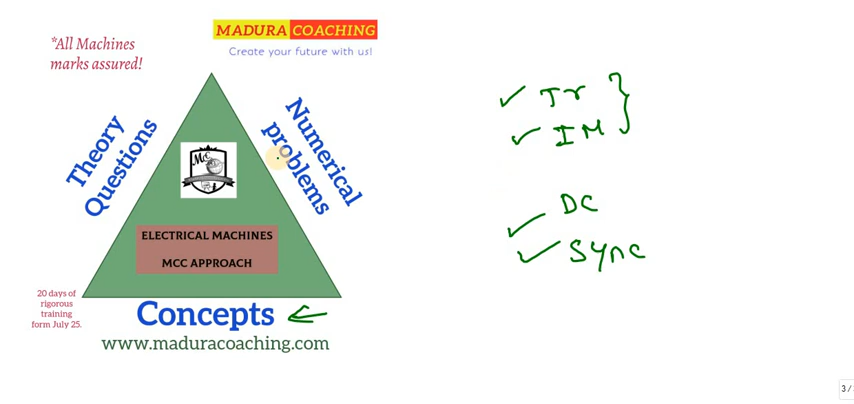 MADURA COACHING
Create your future with us!
*All Machines
marks assured!
Theory
Questions
Numerical
problems
ELECTRICAL MACHINES
MCC APPROACH
20 days of
rigorous
training
form July 25.
Concepts
www.maduracoaching.com
Tr
IM
DC
Sync
3 /